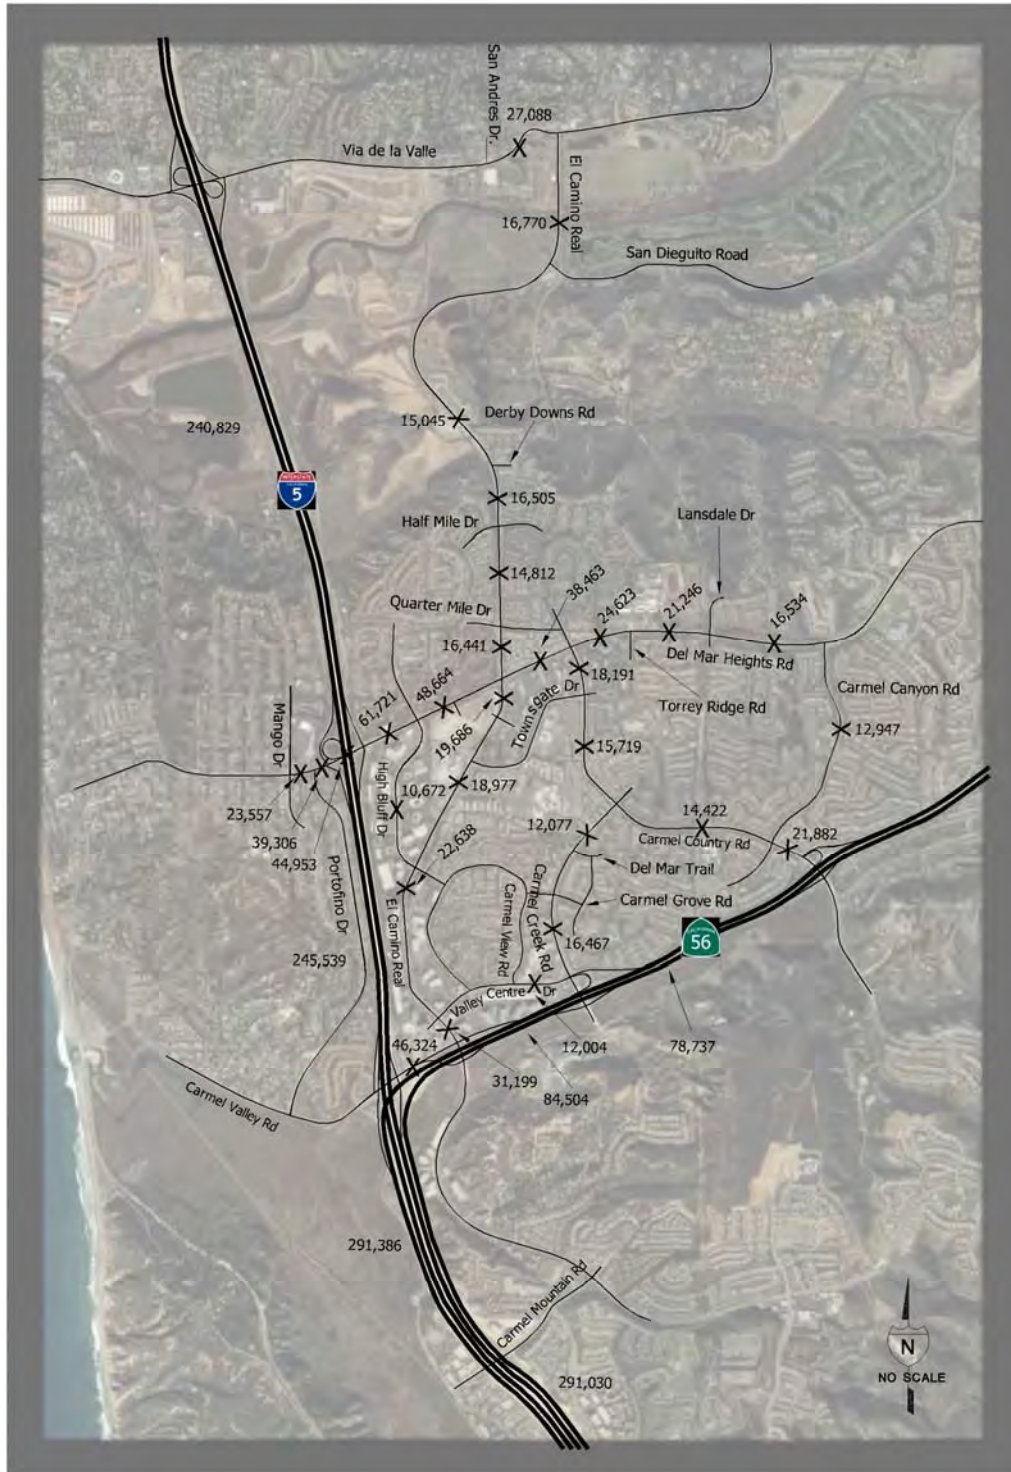 San Andres Dr.
27,088
Via de la Valle
El Camino Real
16,770
San Dieguito Road
240,829
15,045
Derby Downs Rd
INTERSTATE
CALIFORNIA
5
16,505
Lansdale Dr
Half Mile Dr
14,812
38,463
24,623
21,246
16,534
Quarter Mile Dr
16,441
Del Mar Heights Rd
18,191
48,664
61,721
Carmel Canyon Rd
Mango Dr
Townsgate Dr
Torrey Ridge Rd
19,686
12,947
15,719
High Bluff Dr
10,672
18,977
23,557
14,422
12,077
22,638
21,882
39,306
Carmel Country Rd
44,953
Portofino Dr
Del Mar Trail
Carmel Grove Rd
Carmel View Rd
Carmel Creek Rd
El Camino Real
CALIFORNIA
56
16,467
245,539
Valley Centre Dr
46,324
12,004
78,737
31,199
84,504
Carmel Valley Rd
291,386
Carmel Mountain Rd
291,030
N
NO SCALE